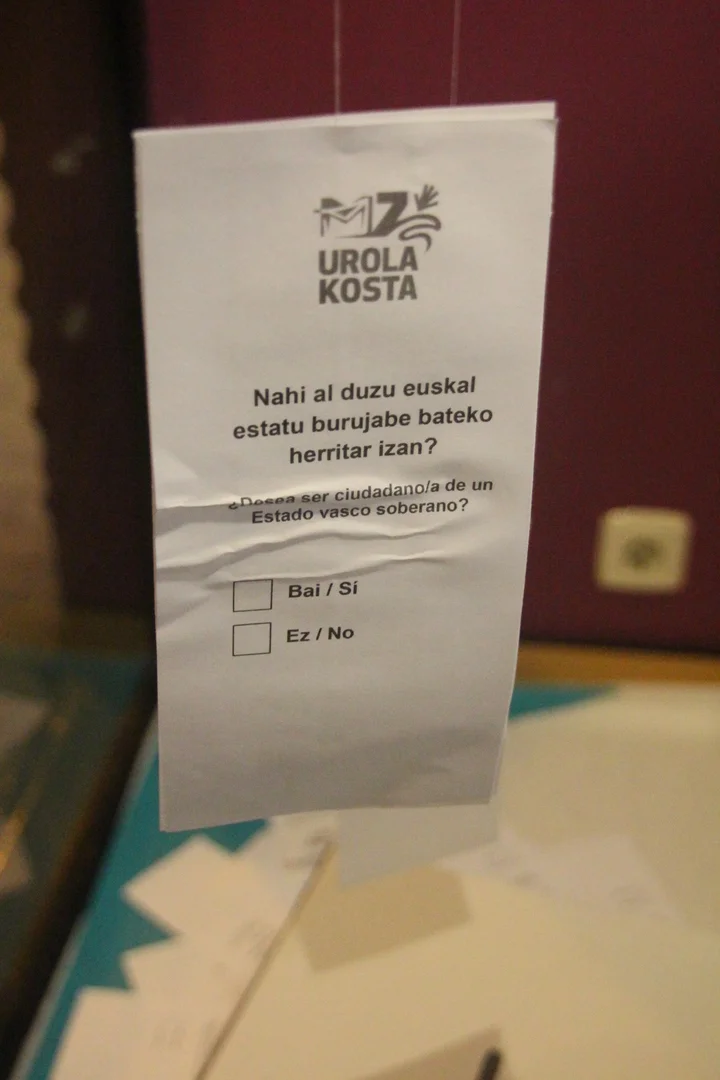 M7
UROLA
KOSTA
Nahi al duzu euskal
estatu burujabe bateko
herritar izan?
¿Desea ser ciudadano/a de un
Estado vasco soberano?
Bai / Sí
Ez / No